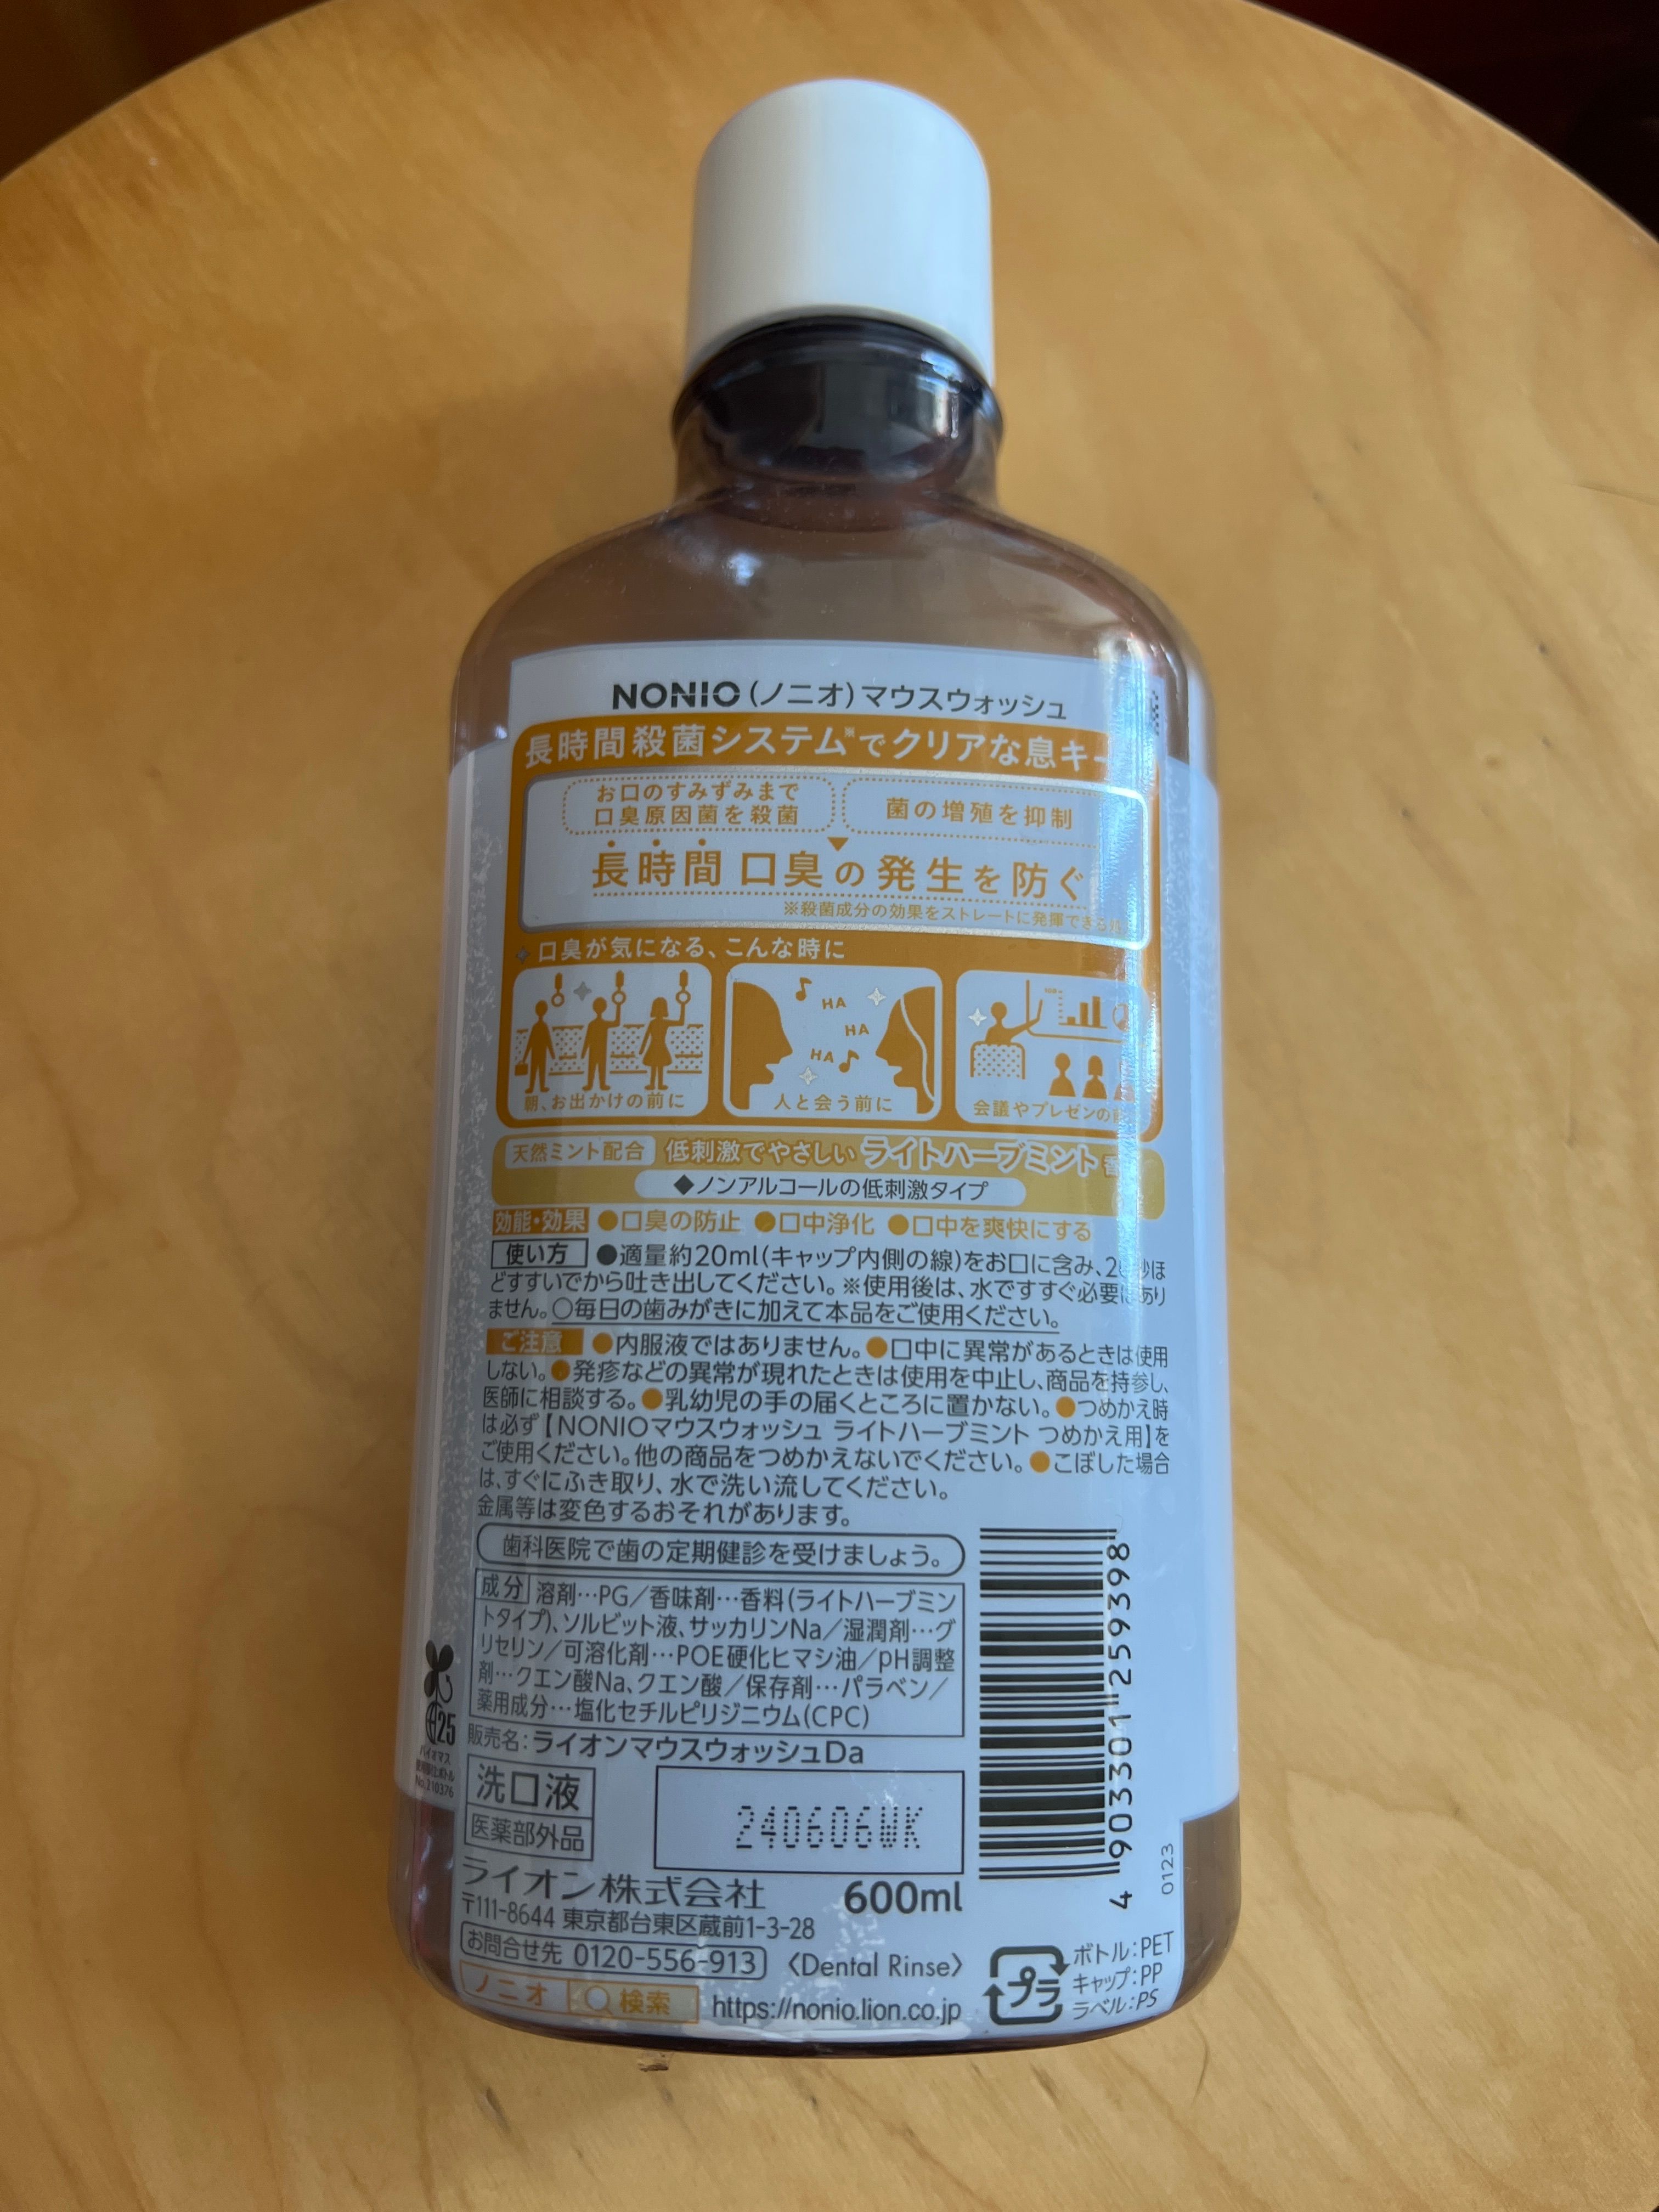 NONIO(ノニオ)マウスウォッシュ
長時間殺菌システム※でクリアな息キー
お口のすみずみまで
口臭原因菌を殺菌
菌の増殖を抑制
長時間 口臭の発生を防ぐ
※殺菌成分の効果をストレートに発揮でき
口臭が気になる、こんな時に
HA
HA
HA
朝、お出かけの前に
人と会う前に
会議やプレゼンの
天然ミント配合 低刺激でやさしい ライトハーブミント
◆ノンアルコールの低刺激タイプ
効能・効果 ●口臭の防止 ●口中浄化 ●口中を爽快にする
使い方 ●適量約20ml(キャップ内側の線)をお口に含み、秒ほ
どすすいでから吐き出してください。※使用後は、水ですすぐ必要はあり
ません。○毎日の歯みがきに加えて本品をご使用ください。
ご注意 ●内服液ではありません。●口中に異常があるときは使用
しない。●発疹などの異常が現れたときは使用を中止し、商品を持参し、
医師に相談する。●乳幼児の手の届くところに置かない。●つめかえ時
は必ず【NONIOマウスウォッシュ ライトハーブミント つめかえ用】を
ご使用ください。他の商品をつめかえないでください。●こぼした場合
は、すぐにふき取り、水で洗い流してください。
金属等は変色するおそれがあります。
歯科医院で歯の定期健診を受けましょう。
成分 溶剤…PG/香味剤…香料(ライトハーブミン
トタイプ)、ソルビット液、サッカリンNa/湿潤剤…グ
リセリン/可溶化剤…POE硬化ヒマシ油/pH調整
剤…クエン酸Na、クエン酸/保存剤…パラベン/
薬用成分…塩化セチルピリジニウム(CPC)
販売名:ライオンマウスウォッシュDa
洗口液
医薬部外品
240606WK
ライオン株式会社 600ml
〒111-8644 東京都台東区蔵前1-3-28
お問合せ先 0120-556-913 〈Dental Rinse〉
ノニオ 検索 https://nonio.lion.co.jp
25
バイオマス
No.210376
4 903301 259398
0123
プラ
ボトル:PET
キャップ:PP
ラベル:PS